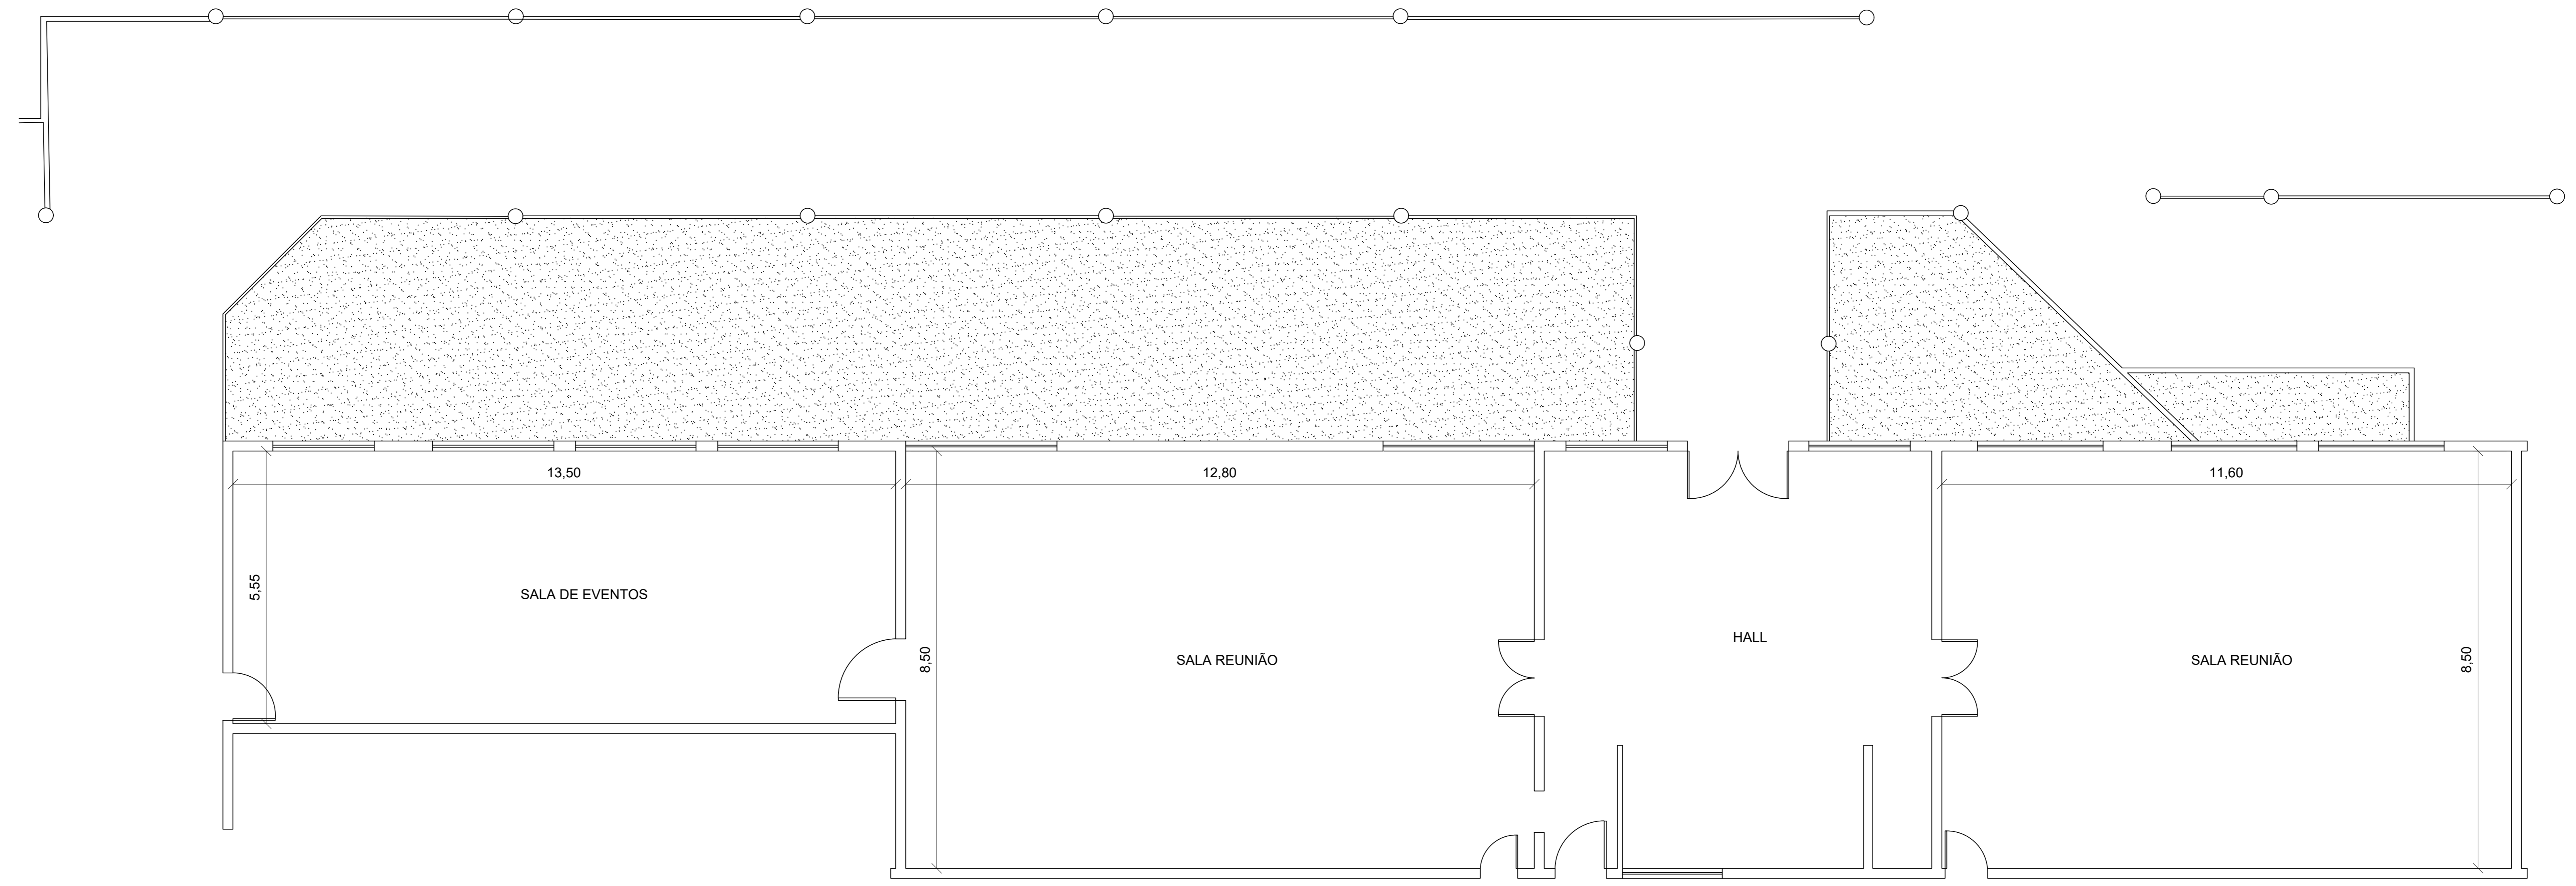 13,50
12,80
11,60
5,55
SALA DE EVENTOS
8,50
SALA REUNIÃO
HALL
SALA REUNIÃO
8,50